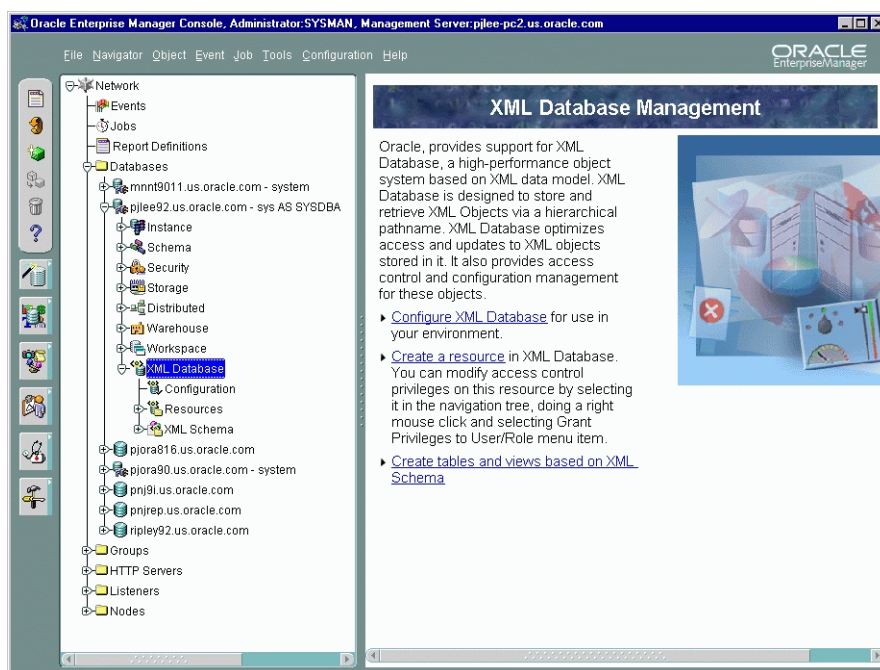 Oracle Enterprise Manager Console, Administrator:SYSMAN, Management Server:pjlee-pc2.us.oracle.com
File Navigator Object Event Job Tools Configuration Help
ORACLE
EnterpriseManager
Network
Events
Jobs
Report Definitions
Databases
mnnt9011.us.oracle.com - system
pjlee92.us.oracle.com - sys AS SYSDBA
Instance
Schema
Security
Storage
Distributed
Warehouse
Workspace
XML Database
Configuration
Resources
XML Schema
pjora816.us.oracle.com
pjora90.us.oracle.com - system
pnj9i.us.oracle.com
pnjrep.us.oracle.com
ripley92.us.oracle.com
Groups
HTTP Servers
Listeners
Nodes
XML Database Management
Oracle, provides support for XML
Database, a high-performance object
system based on XML data model. XML
Database is designed to store and
retrieve XML Objects via a hierarchical
pathname. XML Database optimizes
access and updates to XML objects
stored in it. It also provides access
control and configuration management
for these objects.
Configure XML Database for use in
your environment.
Create a resource in XML Database.
You can modify access control
privileges on this resource by selecting
it in the navigation tree, doing a right
mouse click and selecting Grant
Privileges to User/Role menu item.
Create tables and views based on XML
Schema